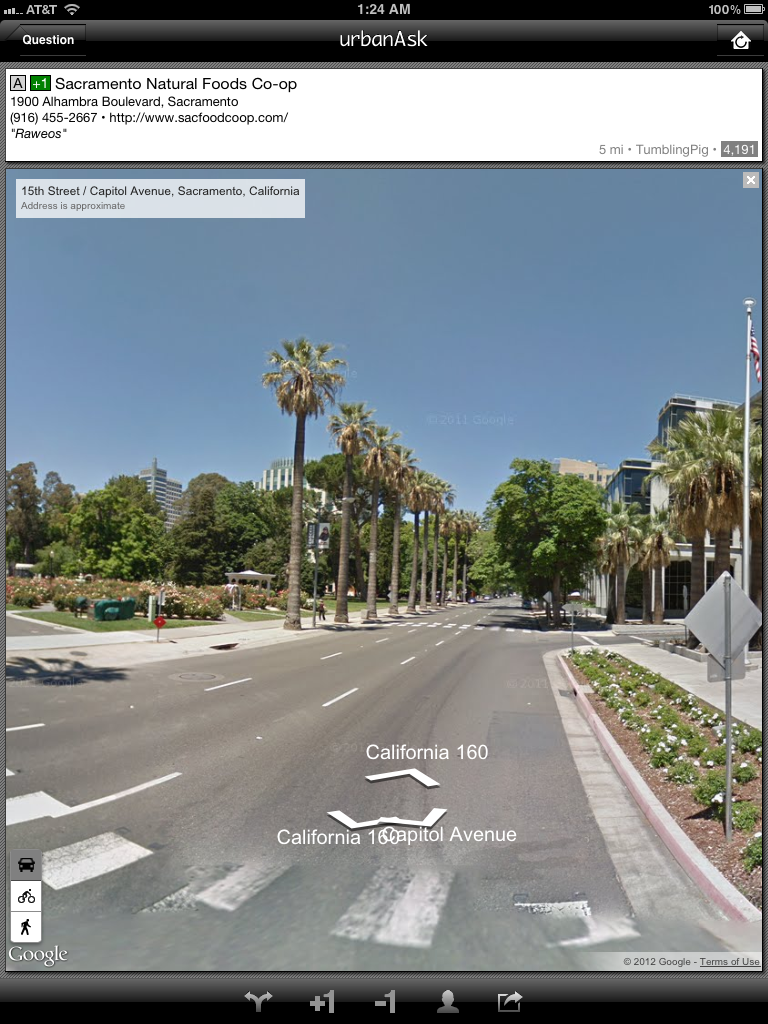 AT&T 1:24 AM 100%
Question urbanAsk
A +1 Sacramento Natural Foods Co-op
1900 Alhambra Boulevard, Sacramento
(916) 455-2667 • http://www.sacfoodcoop.com/
"Raweos"
5 mi • TumblingPig • 4,191
15th Street / Capitol Avenue, Sacramento, California
Address is approximate
© 2011 Google
California 160
California 160
Capitol Avenue
Google
© 2012 Google - Terms of Use
+1 -1